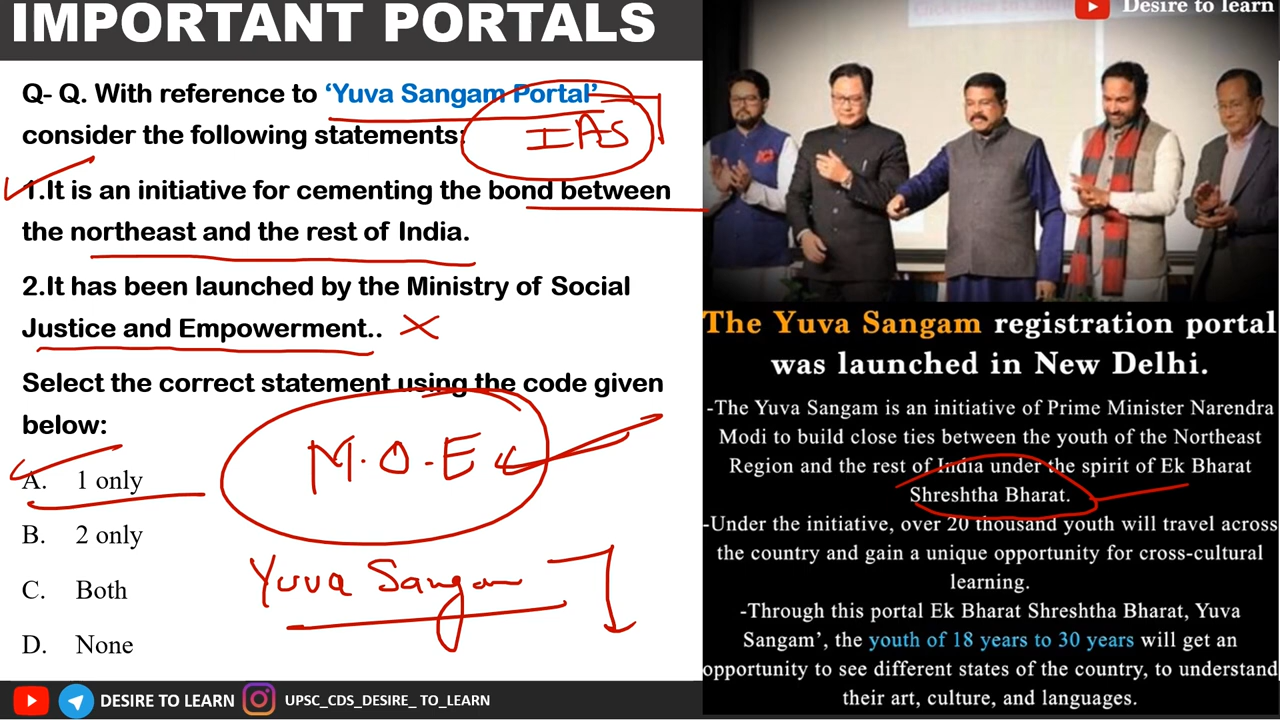 IMPORTANT PORTALS
Q- Q. With reference to ‘Yuva Sangam Portal’
consider the following statements:
IAS
1.It is an initiative for cementing the bond between
the northeast and the rest of India.
2.It has been launched by the Ministry of Social
Justice and Empowerment..
Select the correct statement using the code given
below:
M.O.E
A. 1 only
B. 2 only
C. Both
D. None
Yuva Sangam
DESIRE TO LEARN UPSC_CDS_DESIRE_ TO_LEARN
Desire to learn
The Yuva Sangam registration portal
was launched in New Delhi.
-The Yuva Sangam is an initiative of Prime Minister Narendra
Modi to build close ties between the youth of the Northeast
Region and the rest of India under the spirit of Ek Bharat
Shreshtha Bharat.
-Under the initiative, over 20 thousand youth will travel across
the country and gain a unique opportunity for cross-cultural
learning.
-Through this portal Ek Bharat Shreshtha Bharat, Yuva
Sangam’, the youth of 18 years to 30 years will get an
opportunity to see different states of the country, to understand
their art, culture, and languages.